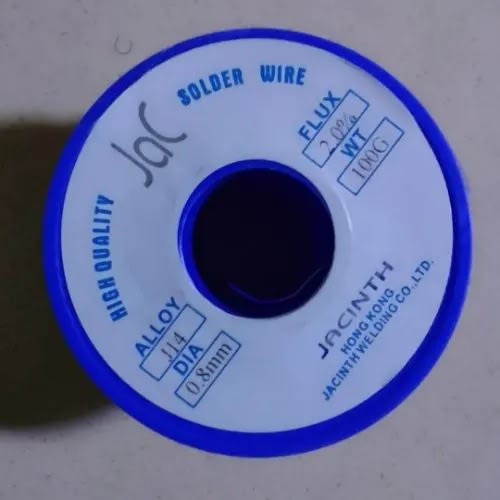 HIGH QUALITY
SOLDER WIRE
Jac
FLUX
2.0%
WT
100G
ALLOY
J14
DIA
0.8mm
JACINTH
HONG KONG
JACINTH WELDING CO.,LTD.